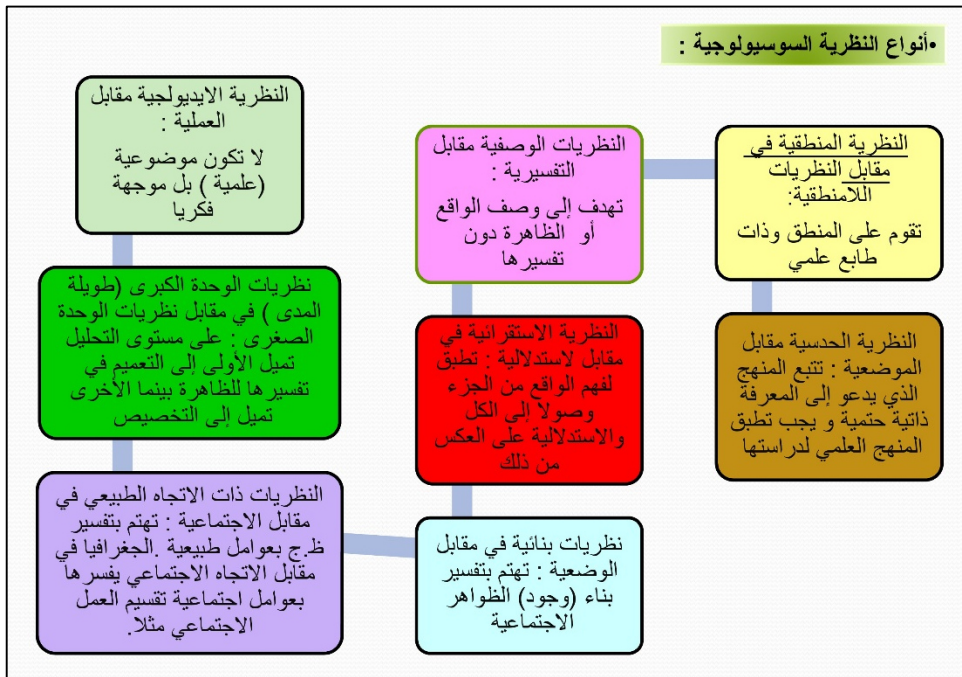 •أنواع النظرية السوسيولوجية :
النظرية المنطقية في
مقابل النظريات
اللامنطقية:
تقوم على المنطق وذات
طابع علمي
النظرية الحدسية مقابل
الموضعية : تتبع المنهج
الذي يدعو إلى المعرفة
ذاتية حتمية و يجب تطبق
المنهج العلمي لدراستها
النظريات الوصفية مقابل
التفسيرية :
تهدف إلى وصف الواقع
أو الظاهرة دون
تفسيرها
النظرية الاستقرائية في
مقابل لاستدلالية : تطبق
لفهم الواقع من الجزء
وصولا إلى الكل
والاستدلالية على العكس
من ذلك
نظريات بنائية في مقابل
الوضعية : تهتم بتفسير
بناء (وجود) الظواهر
الاجتماعية
النظريات ذات الاتجاه الطبيعي في
مقابل الاجتماعية : تهتم بتفسير
ظ.ج بعوامل طبيعية .الجغرافيا في
مقابل الاتجاه الاجتماعي يفسرها
بعوامل اجتماعية تقسيم العمل
الاجتماعي مثلا.
نظريات الوحدة الكبرى (طويلة
المدى ) في مقابل نظريات الوحدة
الصغرى : على مستوى التحليل
تميل الأولى إلى التعميم في
تفسيرها للظاهرة بينما الأخرى
تميل إلى التخصيص
النظرية الايديولجية مقابل
العملية :
لا تكون موضوعية
(علمية ) بل موجهة
فكريا